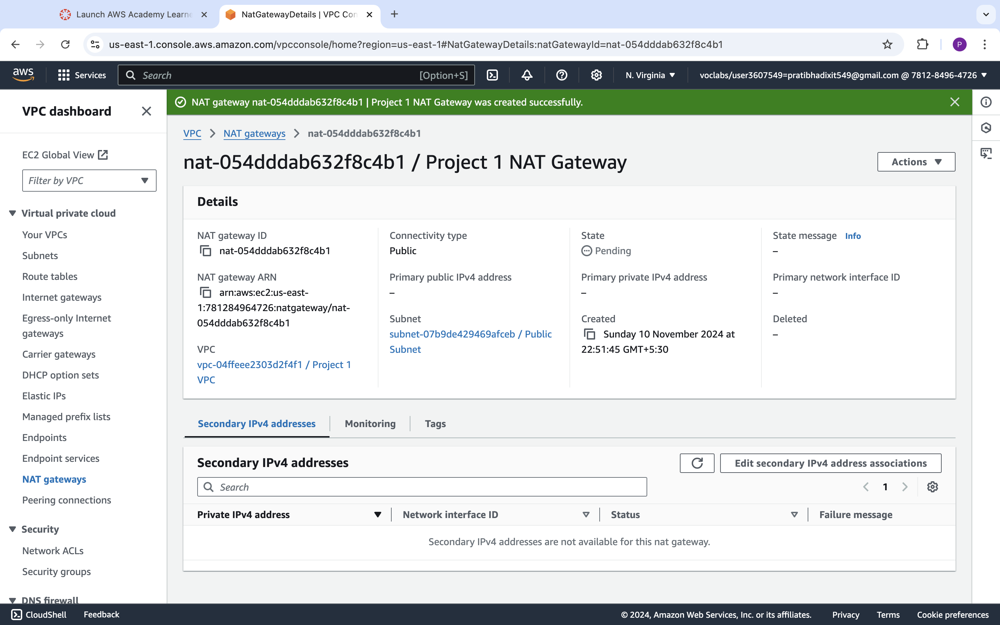 Launch AWS Academy Learne
NatGatewayDetails | VPC Con
us-east-1.console.aws.amazon.com/vpcconsole/home?region=us-east-1#NatGatewayDetails:natGatewayId=nat-054dddab632f8c4b1
P
aws
Services
Search
[Option+S]
N. Virginia
voclabs/user3607549=pratibhadixit549@gmail.com @ 7812-8496-4726
VPC dashboard
EC2 Global View
Filter by VPC
Virtual private cloud
Your VPCs
Subnets
Route tables
Internet gateways
Egress-only Internet
gateways
Carrier gateways
DHCP option sets
Elastic IPs
Managed prefix lists
Endpoints
Endpoint services
NAT gateways
Peering connections
Security
Network ACLs
Security groups
DNS firewall
NAT gateway nat-054dddab632f8c4b1 | Project 1 NAT Gateway was created successfully.
VPC
NAT gateways
nat-054dddab632f8c4b1
nat-054dddab632f8c4b1 / Project 1 NAT Gateway
Actions
Details
NAT gateway ID
nat-054dddab632f8c4b1
NAT gateway ARN
arn:aws:ec2:us-east-
1:781284964726:natgateway/nat-
054dddab632f8c4b1
VPC
vpc-04ffeee2303d2f4f1 / Project 1
VPC
Connectivity type
Public
Primary public IPv4 address
–
Subnet
subnet-07b9de429469afceb / Public
Subnet
State
Pending
Primary private IPv4 address
–
Created
Sunday 10 November 2024 at
22:51:45 GMT+5:30
State message Info
–
Primary network interface ID
–
Deleted
–
Secondary IPv4 addresses
Monitoring
Tags
Secondary IPv4 addresses
Edit secondary IPv4 address associations
Search
1
Private IPv4 address
Network interface ID
Status
Failure message
Secondary IPv4 addresses are not available for this nat gateway.
CloudShell
Feedback
© 2024, Amazon Web Services, Inc. or its affiliates.
Privacy
Terms
Cookie preferences